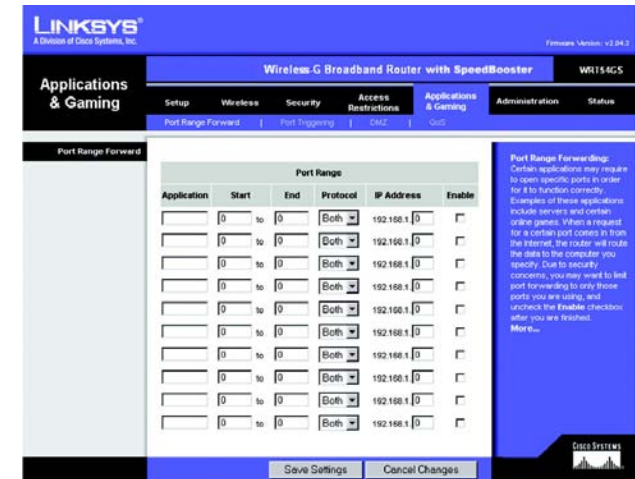 LINKSYS®
A Division of Cisco Systems, Inc.
Firmware Version: v2.04.3
Wireless-G Broadband Router with SpeedBooster WRT54GS
Applications & Gaming
Setup Wireless Security Access Restrictions Applications & Gaming Administration Status
Port Range Forward | Port Triggering | DMZ | QoS
Port Range Forward
Port Range
Application Start End Protocol IP Address Enable
0 to 0 Both 192.168.1.0
0 to 0 Both 192.168.1.0
0 to 0 Both 192.168.1.0
0 to 0 Both 192.168.1.0
0 to 0 Both 192.168.1.0
0 to 0 Both 192.168.1.0
0 to 0 Both 192.168.1.0
0 to 0 Both 192.168.1.0
0 to 0 Both 192.168.1.0
0 to 0 Both 192.168.1.0
Port Range Forwarding:
Certain applications may require
to open specific ports in order
for it to function correctly.
Examples of these applications
include servers and certain
online games. When a request
for a certain port comes in from
the Internet, the router will route
the data to the computer you
specify. Due to security
concerns, you may want to limit
port forwarding to only those
ports you are using, and
uncheck the Enable checkbox
after you are finished.
More...
Save Settings Cancel Changes
CISCO SYSTEMS